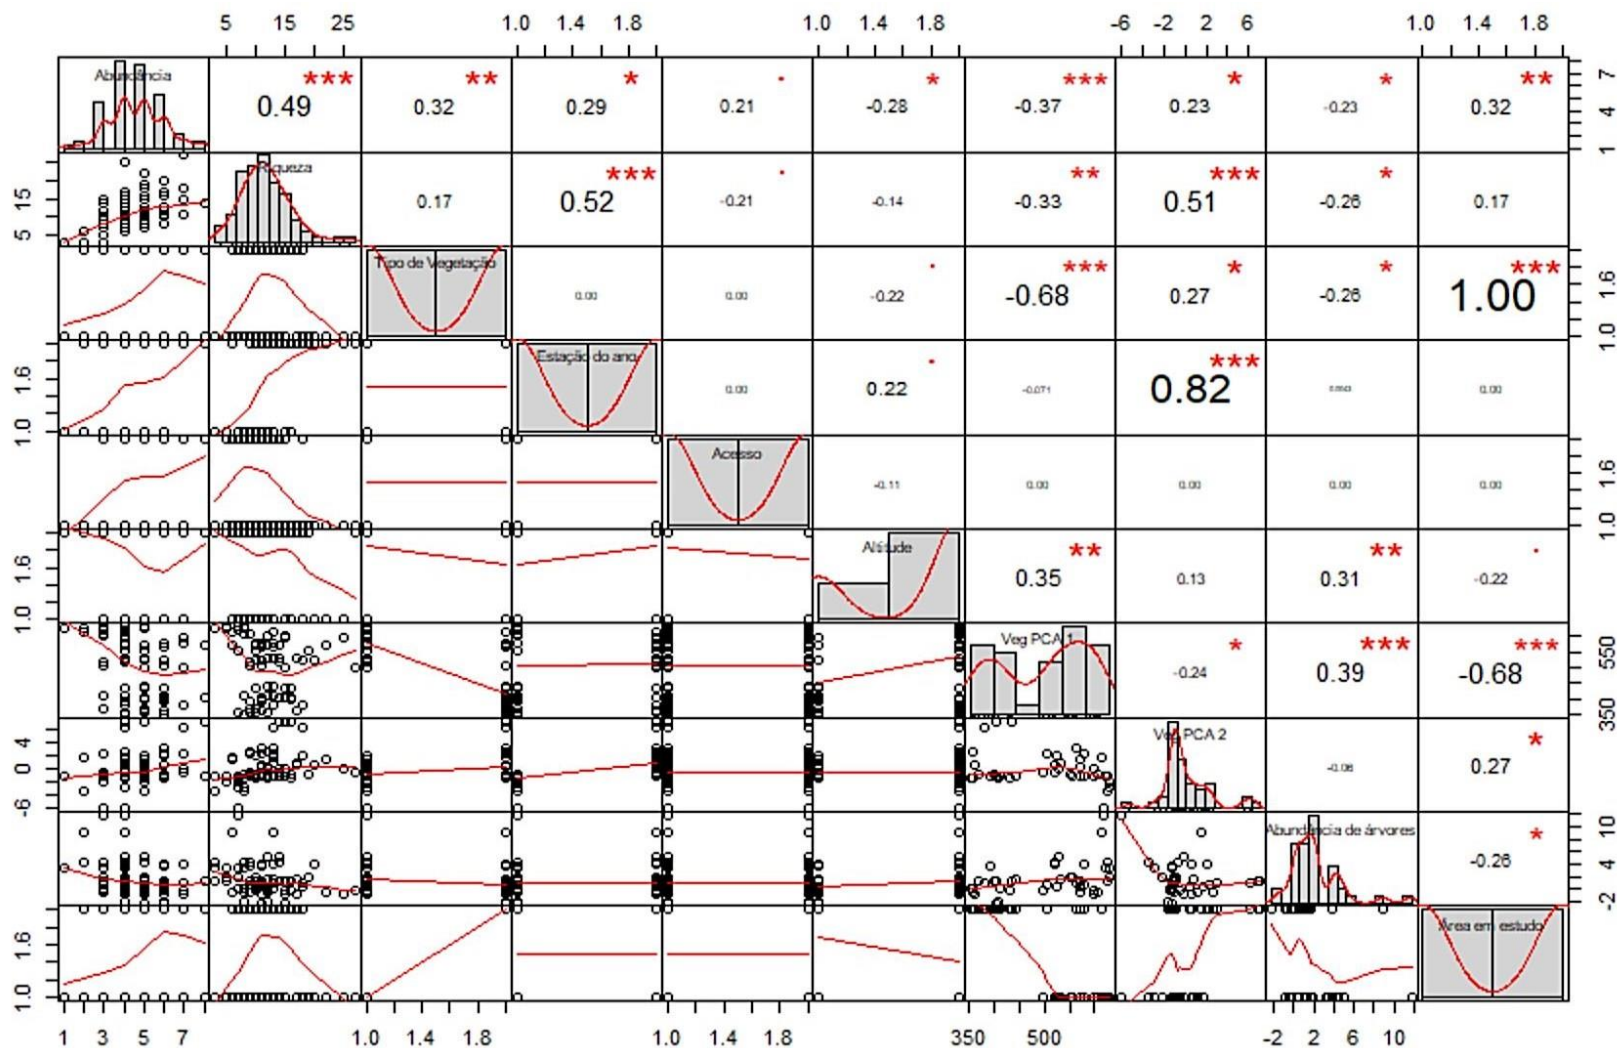 5 15 25 1.0 1.4 1.8 1.0 1.4 1.8 -6 -2 2 6 1.0 1.4 1.8
Abundância *** ** * . * *** * * **
0.49 0.32 0.29 0.21 -0.28 -0.37 0.23 -0.23 0.32
1 4 7
Riqueza *** . ** *** *
5 15 0.17 0.52 -0.21 -0.14 -0.33 0.51 -0.26 0.17
Tipo de Vegetação . *** * * ***
0.00 0.00 -0.22 -0.68 0.27 -0.26 1.00
1.0 1.6
Estação do ano . ***
1.0 1.6 0.00 0.22 -0.071 0.82 0.00
Acesso
-0.11 0.00 0.00 0.00 0.00
1.0 1.6
Altitude ** ** .
1.0 1.6 0.35 0.13 0.31 -0.22
Veg PCA 1 * *** ***
-0.24 0.39 -0.68
350 550
Veg PCA 2 *
-6 0 4 -0.06 0.27
Abundância de árvores *
-0.26
-2 4 10
Área em estudo
1.0 1.6
1 3 5 7 1.0 1.4 1.8 1.0 1.4 1.8 350 500 -2 2 6 10